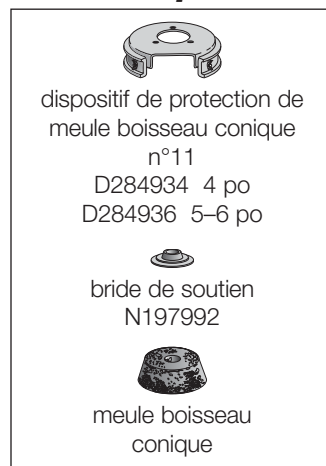 dispositif de protection de
meule boisseau conique
n°11
D284934 4 po
D284936 5–6 po
bride de soutien
N197992
meule boisseau
conique